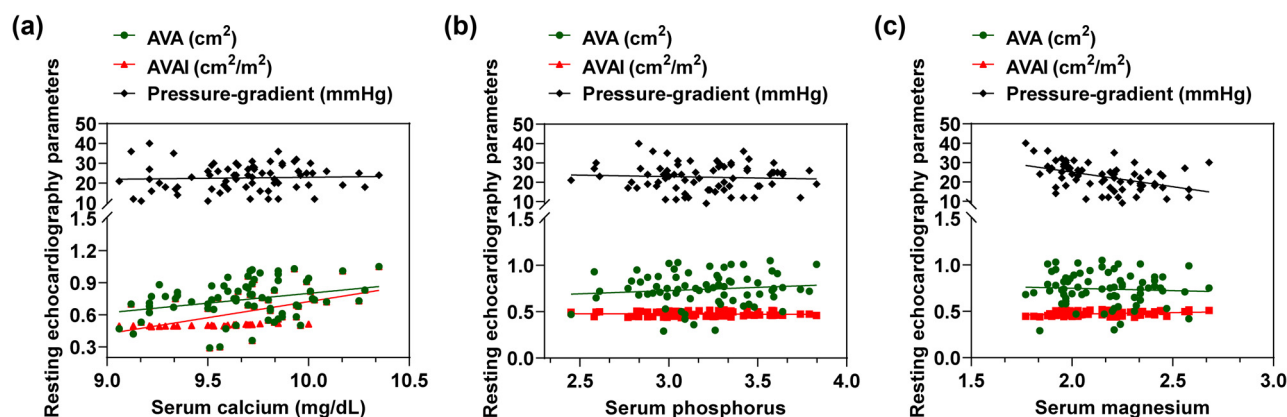 (a)
AVA (cm²)
AVAI (cm²/m²)
Pressure-gradient (mmHg)
Resting echocardiography parameters
50
40
30
20
10
1.5
1.2
0.9
0.6
0.3
9.0
9.5
10.0
10.5
Serum calcium (mg/dL)
(b)
AVA (cm²)
AVAI (cm²/m²)
Pressure-gradient (mmHg)
Resting echocardiography parameters
50
40
30
20
10
1.5
1.0
0.5
0.0
2.5
3.0
3.5
4.0
Serum phosphorus
(c)
AVA (cm²)
AVAI (cm²/m²)
Pressure-gradient (mmHg)
Resting echocardiography parameters
50
40
30
20
10
1.5
1.0
0.5
0.0
1.5
2.0
2.5
3.0
Serum magnesium